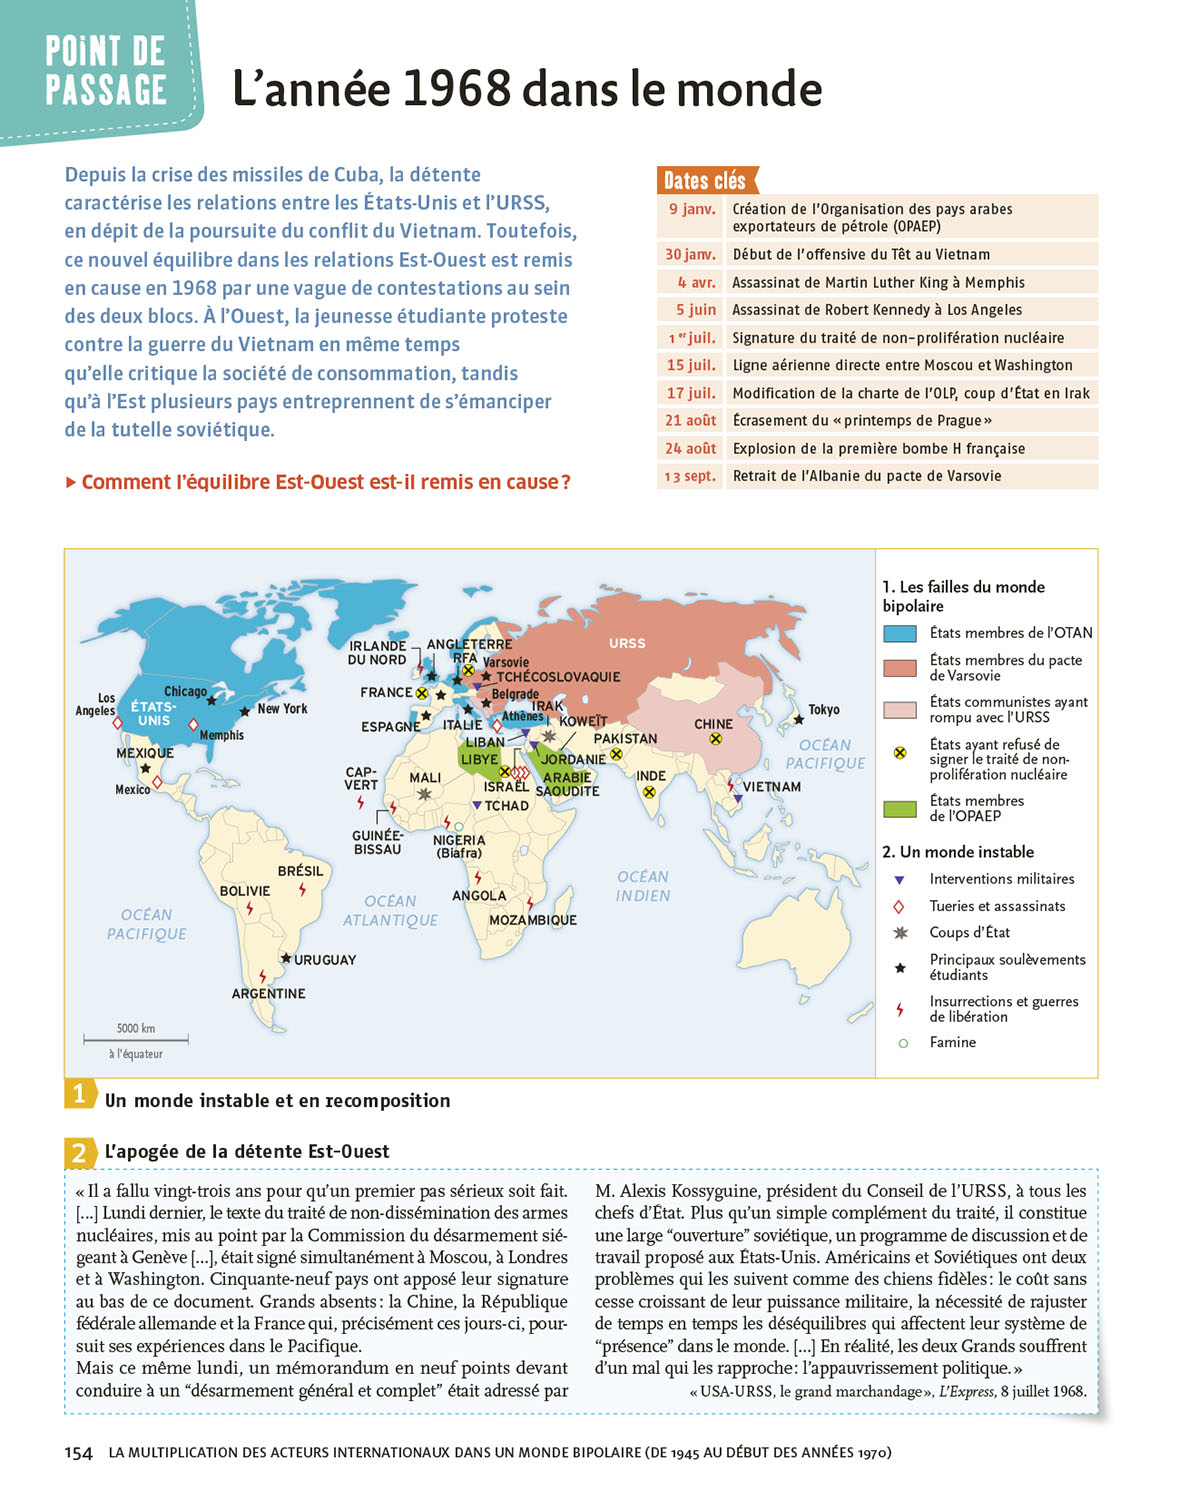 POiNT DE
PASSAGE
L’année 1968 dans le monde
Depuis la crise des missiles de Cuba, la détente
caractérise les relations entre les États-Unis et l’URSS,
en dépit de la poursuite du conflit du Vietnam. Toutefois,
ce nouvel équilibre dans les relations Est-Ouest est remis
en cause en 1968 par une vague de contestations au sein
des deux blocs. À l’Ouest, la jeunesse étudiante proteste
contre la guerre du Vietnam en même temps
qu’elle critique la société de consommation, tandis
qu’à l’Est plusieurs pays entreprennent de s’émanciper
de la tutelle soviétique.
▶ Comment l’équilibre Est-Ouest est-il remis en cause ?
Dates clés
9 janv. Création de l’Organisation des pays arabes
exportateurs de pétrole (OPAEP)
30 janv. Début de l’offensive du Têt au Vietnam
4 avr. Assassinat de Martin Luther King à Memphis
5 juin Assassinat de Robert Kennedy à Los Angeles
1er juil. Signature du traité de non-prolifération nucléaire
15 juil. Ligne aérienne directe entre Moscou et Washington
17 juil. Modification de la charte de l’OLP, coup d’État en Irak
21 août Écrasement du « printemps de Prague »
24 août Explosion de la première bombe H française
13 sept. Retrait de l’Albanie du pacte de Varsovie
IRLANDE
DU NORD
ANGLETERRE
RFA
Varsovie
TCHÉCOSLOVAQUIE
URSS
FRANCE
Belgrade
ESPAGNE
ITALIE
Athènes
IRAK
KOWEÏT
LIBAN
LIBYE
JORDANIE
ISRAËL
ARABIE
SAOUDITE
PAKISTAN
INDE
CHINE
Tokyo
VIETNAM
Los
Angeles
Chicago
ÉTATS-
UNIS
New York
Memphis
MEXIQUE
Mexico
CAP-
VERT
MALI
TCHAD
GUINÉE-
BISSAU
NIGERIA
(Biafra)
ANGOLA
MOZAMBIQUE
BRÉSIL
BOLIVIE
URUGUAY
ARGENTINE
OCÉAN
PACIFIQUE
OCÉAN
ATLANTIQUE
OCÉAN
INDIEN
OCÉAN
PACIFIQUE
5000 km
à l’équateur
1. Les failles du monde
bipolaire
États membres de l’OTAN
États membres du pacte
de Varsovie
États communistes ayant
rompu avec l’URSS
États ayant refusé de
signer le traité de non-
prolifération nucléaire
États membres
de l’OPAEP
2. Un monde instable
Interventions militaires
Tueries et assassinats
Coups d’État
Principaux soulèvements
étudiants
Insurrections et guerres
de libération
Famine
1 Un monde instable et en recomposition
2 L’apogée de la détente Est-Ouest
« Il a fallu vingt-trois ans pour qu’un premier pas sérieux soit fait.
[...] Lundi dernier, le texte du traité de non-dissémination des armes
nucléaires, mis au point par la Commission du désarmement sié-
geant à Genève [...], était signé simultanément à Moscou, à Londres
et à Washington. Cinquante-neuf pays ont apposé leur signature
au bas de ce document. Grands absents : la Chine, la République
fédérale allemande et la France qui, précisément ces jours-ci, pour-
suit ses expériences dans le Pacifique.
Mais ce même lundi, un mémorandum en neuf points devant
conduire à un “désarmement général et complet” était adressé par
M. Alexis Kossyguine, président du Conseil de l’URSS, à tous les
chefs d’État. Plus qu’un simple complément du traité, il constitue
une large “ouverture” soviétique, un programme de discussion et de
travail proposé aux États-Unis. Américains et Soviétiques ont deux
problèmes qui les suivent comme des chiens fidèles : le coût sans
cesse croissant de leur puissance militaire, la nécessité de rajuster
de temps en temps les déséquilibres qui affectent leur système de
“présence” dans le monde. [...] En réalité, les deux Grands souffrent
d’un mal qui les rapproche : l’appauvrissement politique. »
« USA-URSS, le grand marchandage », L’Express, 8 juillet 1968.
154 LA MULTIPLICATION DES ACTEURS INTERNATIONAUX DANS UN MONDE BIPOLAIRE (DE 1945 AU DÉBUT DES ANNÉES 1970)